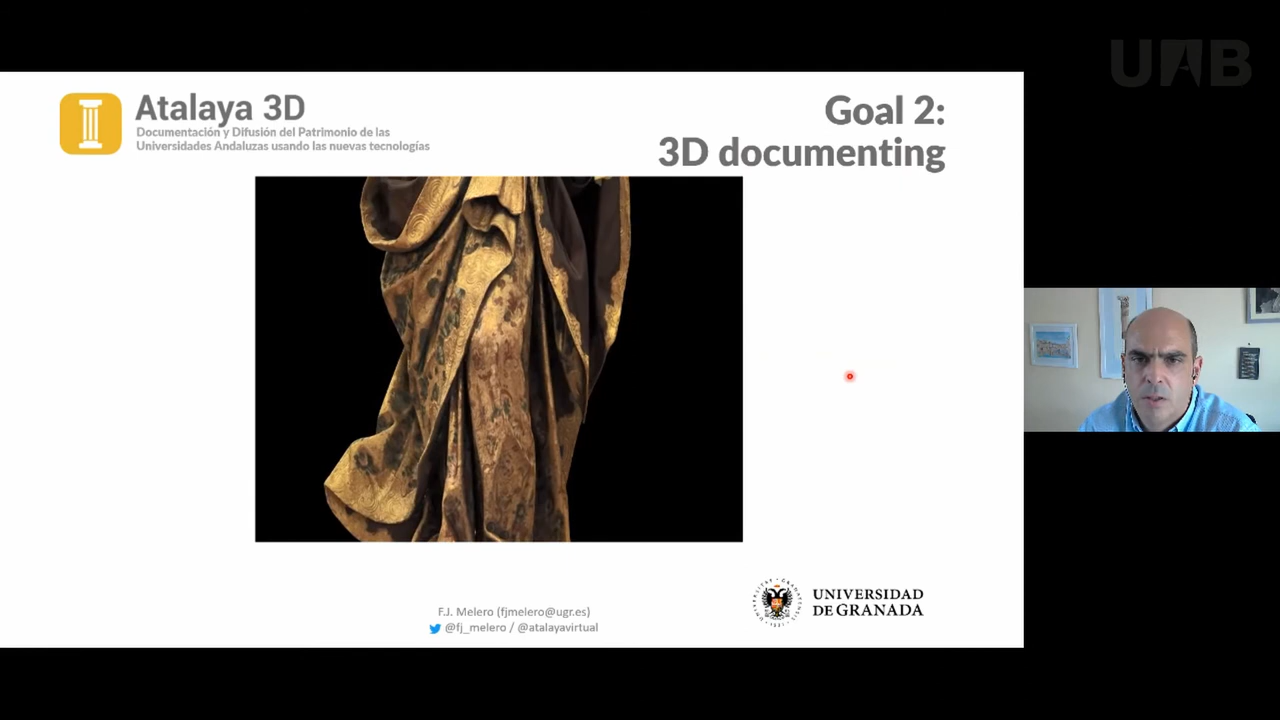 UAB
Atalaya 3D
Documentación y Difusión del Patrimonio de las
Universidades Andaluzas usando las nuevas tecnologías
Goal 2:
3D documenting
F.J. Melero (fjmelero@ugr.es)
@fj_melero / @atalayavirtual
UNIVERSIDAD
DE GRANADA